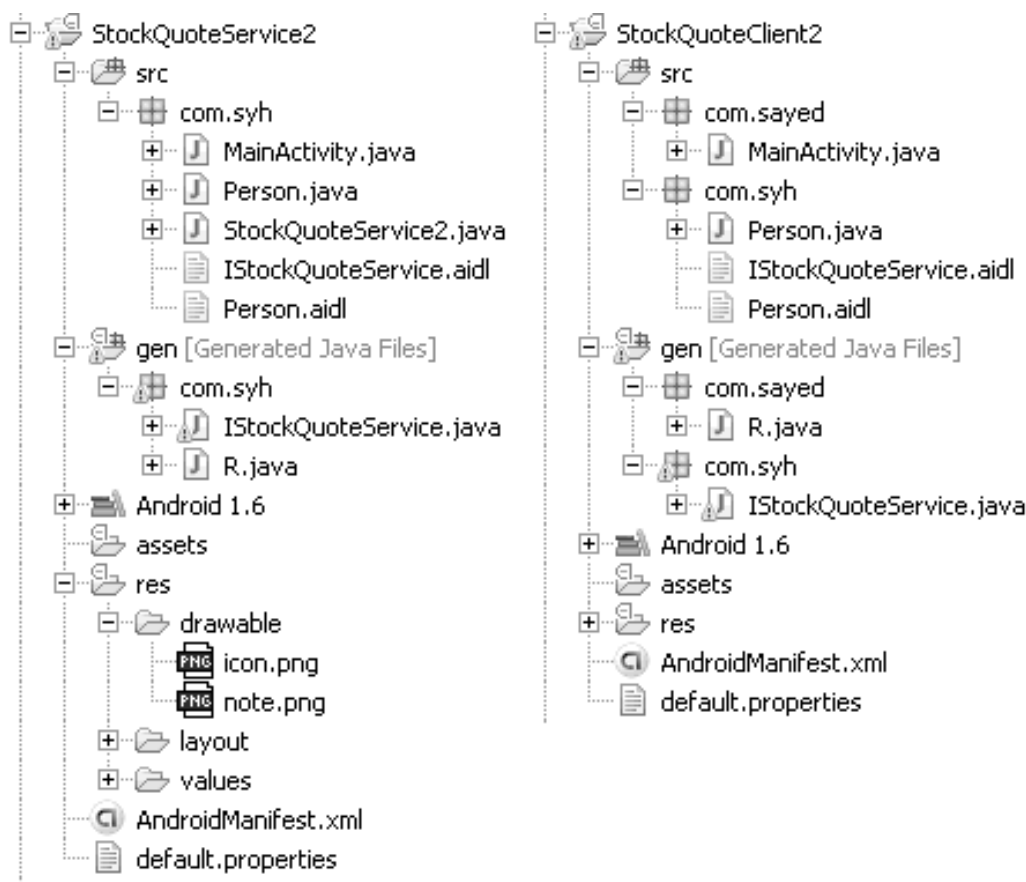 StockQuoteService2
src
com.syh
MainActivity.java
Person.java
StockQuoteService2.java
IStockQuoteService.aidl
Person.aidl
gen [Generated Java Files]
com.syh
IStockQuoteService.java
R.java
Android 1.6
assets
res
drawable
PNG icon.png
PNG note.png
layout
values
AndroidManifest.xml
default.properties
StockQuoteClient2
src
com.sayed
MainActivity.java
com.syh
Person.java
IStockQuoteService.aidl
Person.aidl
gen [Generated Java Files]
com.sayed
R.java
com.syh
IStockQuoteService.java
Android 1.6
assets
res
AndroidManifest.xml
default.properties